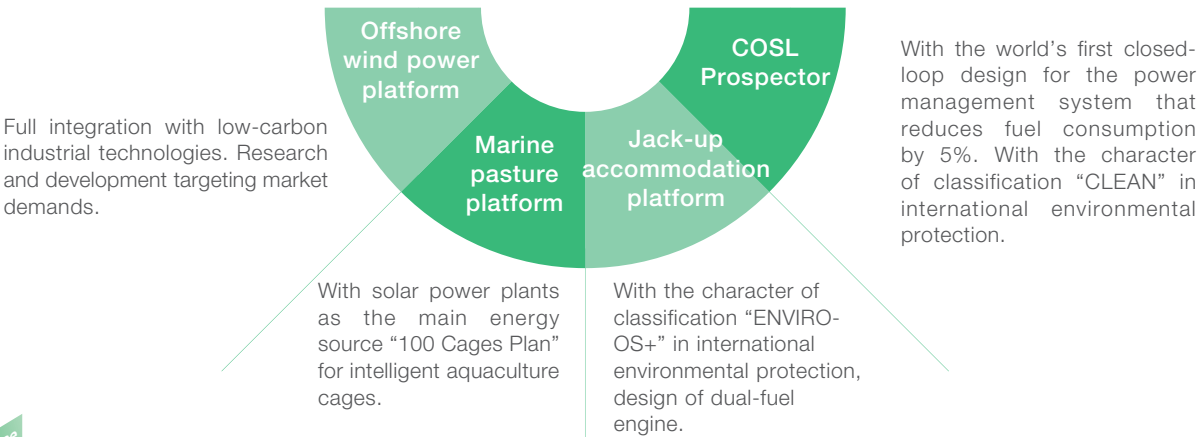 Offshore
wind power
platform
Marine
pasture
platform
Jack-up
accommodation
platform
COSL
Prospector
Full integration with low-carbon
industrial technologies. Research
and development targeting market
demands.
With solar power plants
as the main energy
source “100 Cages Plan”
for intelligent aquaculture
cages.
With the character of
classification “ENVIRO-
OS+” in international
environmental protection,
design of dual-fuel
engine.
With the world’s first closed-
loop design for the power
management system that
reduces fuel consumption
by 5%. With the character
of classification “CLEAN” in
international environmental
protection.